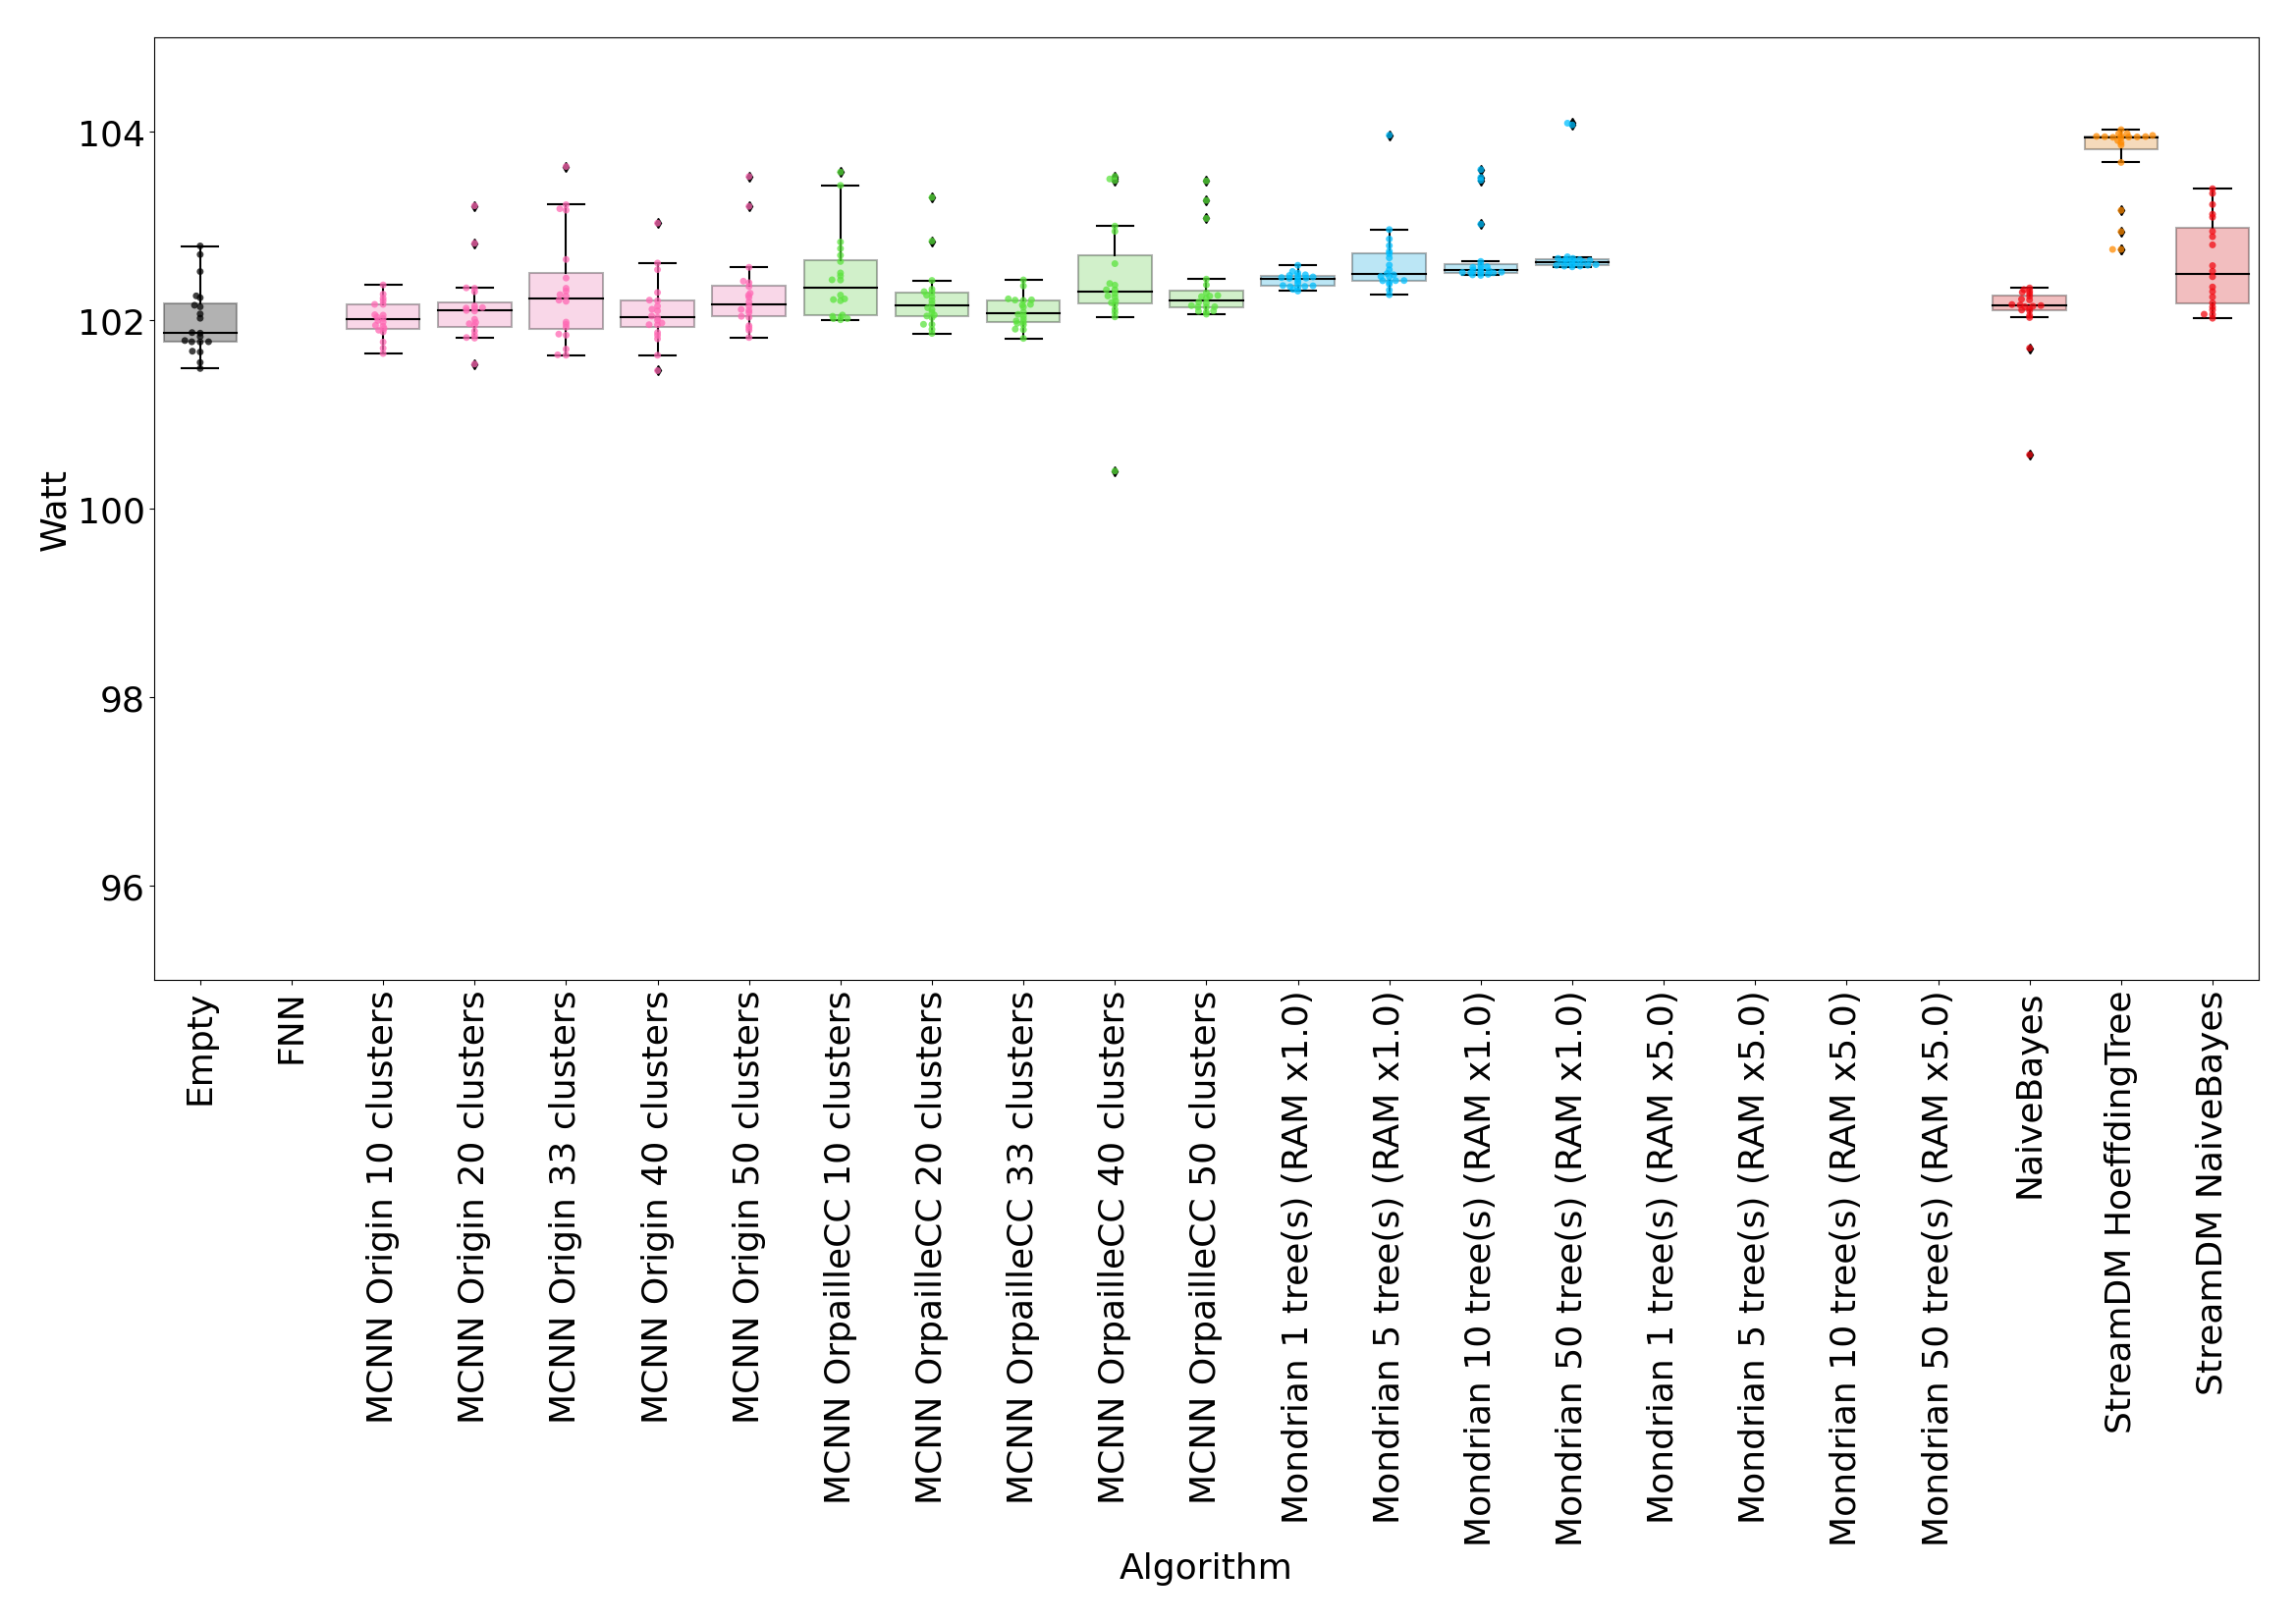 Watt
104
102
100
98
96
Empty
FNN
MCNN Origin 10 clusters
MCNN Origin 20 clusters
MCNN Origin 33 clusters
MCNN Origin 40 clusters
MCNN Origin 50 clusters
MCNN OrpailleCC 10 clusters
MCNN OrpailleCC 20 clusters
MCNN OrpailleCC 33 clusters
MCNN OrpailleCC 40 clusters
MCNN OrpailleCC 50 clusters
Mondrian 1 tree(s) (RAM x1.0)
Mondrian 5 tree(s) (RAM x1.0)
Mondrian 10 tree(s) (RAM x1.0)
Mondrian 50 tree(s) (RAM x1.0)
Mondrian 1 tree(s) (RAM x5.0)
Mondrian 5 tree(s) (RAM x5.0)
Mondrian 10 tree(s) (RAM x5.0)
Mondrian 50 tree(s) (RAM x5.0)
NaiveBayes
StreamDM HoeffdingTree
StreamDM NaiveBayes
Algorithm